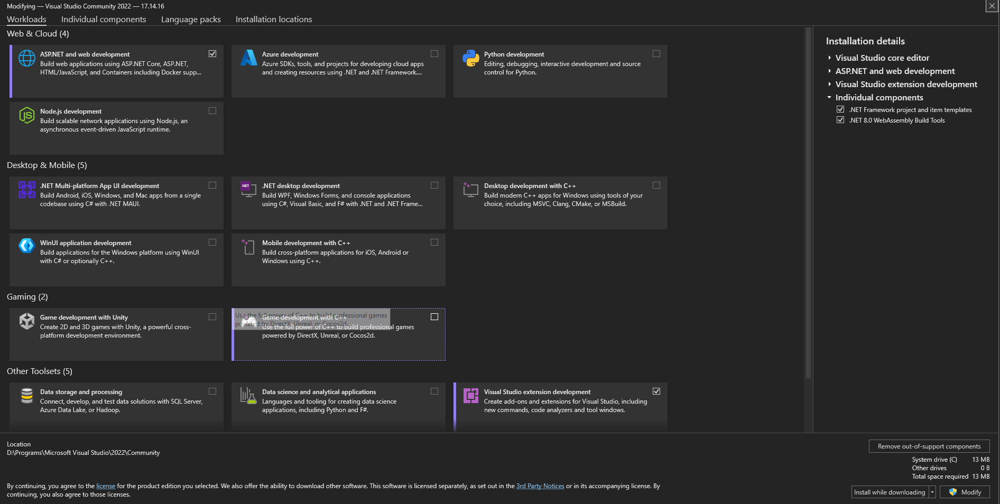 Modifying — Visual Studio Community 2022 — 17.14.16
Workloads
Individual components
Language packs
Installation locations
Web & Cloud (4)
ASP.NET and web development
Build web applications using ASP.NET Core, ASP.NET,
HTML/JavaScript, and Containers including Docker supp...
Azure development
Azure SDKs, tools, and projects for developing cloud apps
and creating resources using .NET and .NET Framework....
Python development
Editing, debugging, interactive development and source
control for Python.
JS
Node.js development
Build scalable network applications using Node.js, an
asynchronous event-driven JavaScript runtime.
Desktop & Mobile (5)
.NET Multi-platform App UI development
Build Android, iOS, Windows, and Mac apps from a single
codebase using C# with .NET MAUI.
.NET
.NET desktop development
Build WPF, Windows Forms, and console applications
using C#, Visual Basic, and F# with .NET and .NET Frame...
Desktop development with C++
Build modern C++ apps for Windows using tools of your
choice, including MSVC, Clang, CMake, or MSBuild.
WinUI application development
Build applications for the Windows platform using WinUI
with C# or optionally C++.
Mobile development with C++
Build cross-platform applications for iOS, Android or
Windows using C++.
Gaming (2)
Game development with Unity
Create 2D and 3D games with Unity, a powerful cross-
platform development environment.
Use the full power of C++ to build professional games
powered by DirectX, Unreal, or Cocos2d.
Game development with C++
Use the full power of C++ to build professional games
powered by DirectX, Unreal, or Cocos2d.
Other Toolsets (5)
Data storage and processing
Connect, develop, and test data solutions with SQL Server,
Azure Data Lake, or Hadoop.
Data science and analytical applications
Languages and tooling for creating data science
applications, including Python and F#.
Visual Studio extension development
Create add-ons and extensions for Visual Studio, including
new commands, code analyzers and tool windows.
Installation details
Visual Studio core editor
ASP.NET and web development
Visual Studio extension development
Individual components
.NET Framework project and item templates
.NET 8.0 WebAssembly Build Tools
Location
D:\Programs\Microsoft Visual Studio\2022\Community
Remove out-of-support components
System drive (C) 13 MB
Other drives 0 B
Total space required 13 MB
By continuing, you agree to the license for the product edition you selected. We also offer the ability to download other software. This software is licensed separately, as set out in the 3rd Party Notices or in its accompanying license. By
continuing, you also agree to those licenses.
Install while downloading
Modify